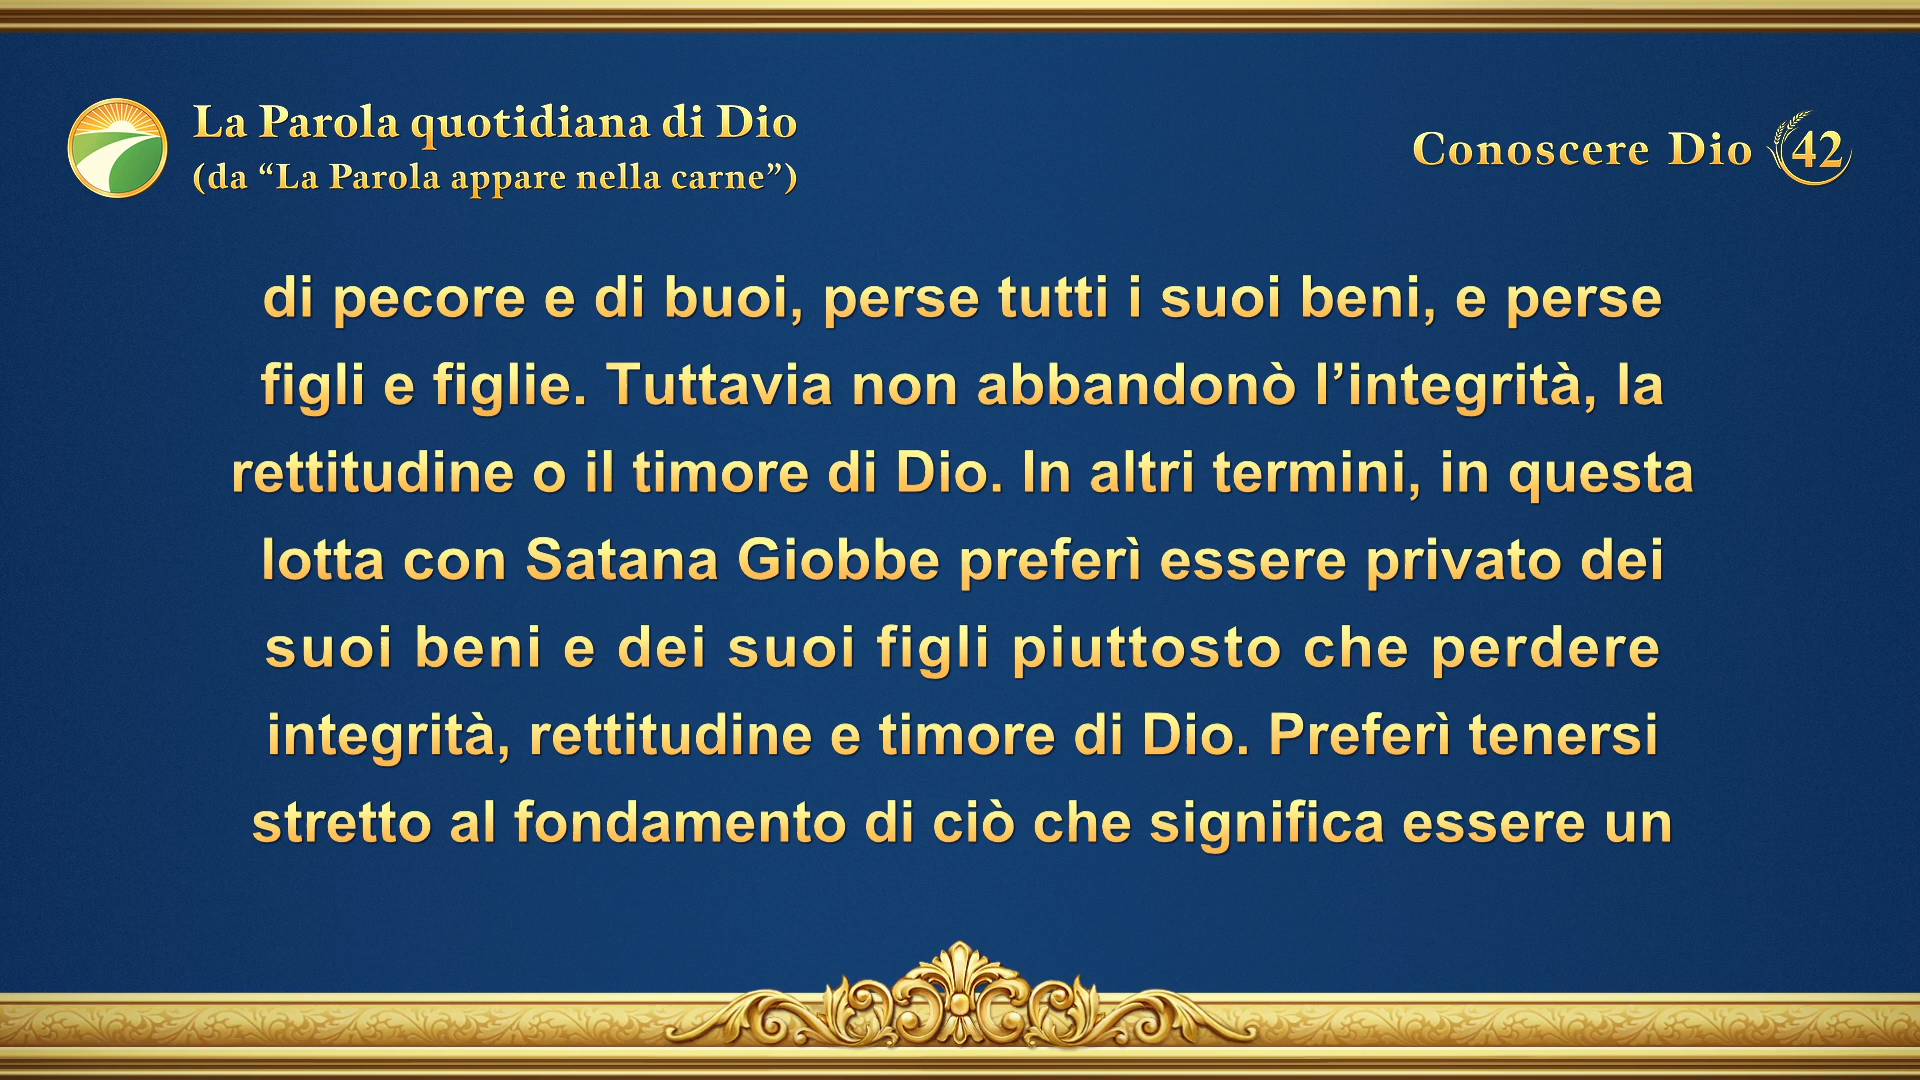 La Parola quotidiana di Dio
(da “La Parola appare nella carne”)
Conoscere Dio 42
di pecore e di buoi, perse tutti i suoi beni, e perse
figli e figlie. Tuttavia non abbandonò l’integrità, la
rettitudine o il timore di Dio. In altri termini, in questa
lotta con Satana Giobbe preferì essere privato dei
suoi beni e dei suoi figli piuttosto che perdere
integrità, rettitudine e timore di Dio. Preferì tenersi
stretto al fondamento di ciò che significa essere un